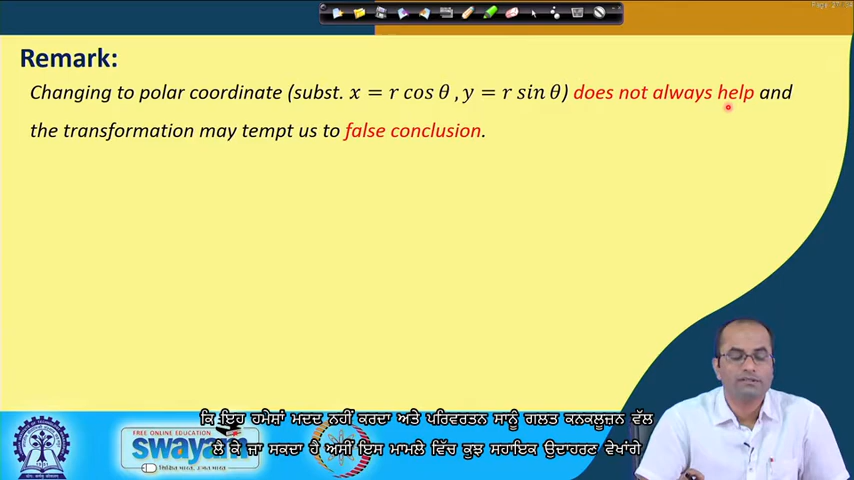 Remark:
Changing to polar coordinate (subst. x = r cos θ , y = r sin θ) does not always help and
the transformation may tempt us to false conclusion.
ਕਿ ਇਹ ਹਮੇਸ਼ਾਂ ਮਦਦ ਨਹੀਂ ਕਰਦਾ ਅਤੇ ਪਰਿਵਰਤਨ ਸਾਨੂੰ ਗਲਤ ਕਨਕਲੂਜ਼ਨ ਵੱਲ
ਲੈ ਕੇ ਜਾ ਸਕਦਾ ਹੈ ਅਸੀਂ ਇਸ ਮਾਮਲੇ ਵਿੱਚ ਕੁਝ ਸਹਾਇਕ ਉਦਾਹਰਣ ਵੇਖਾਂਗੇ
FREE ONLINE EDUCATION
swayam